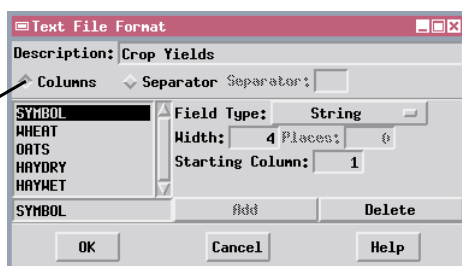 Text File Format
Description: Crop Yields
Columns Separator Separator:
SYMBOL
WHEAT
OATS
HAYDRY
HAYWET
Field Type: String
Width: 4 Places: 0
Starting Column: 1
SYMBOL Add Delete
OK Cancel Help